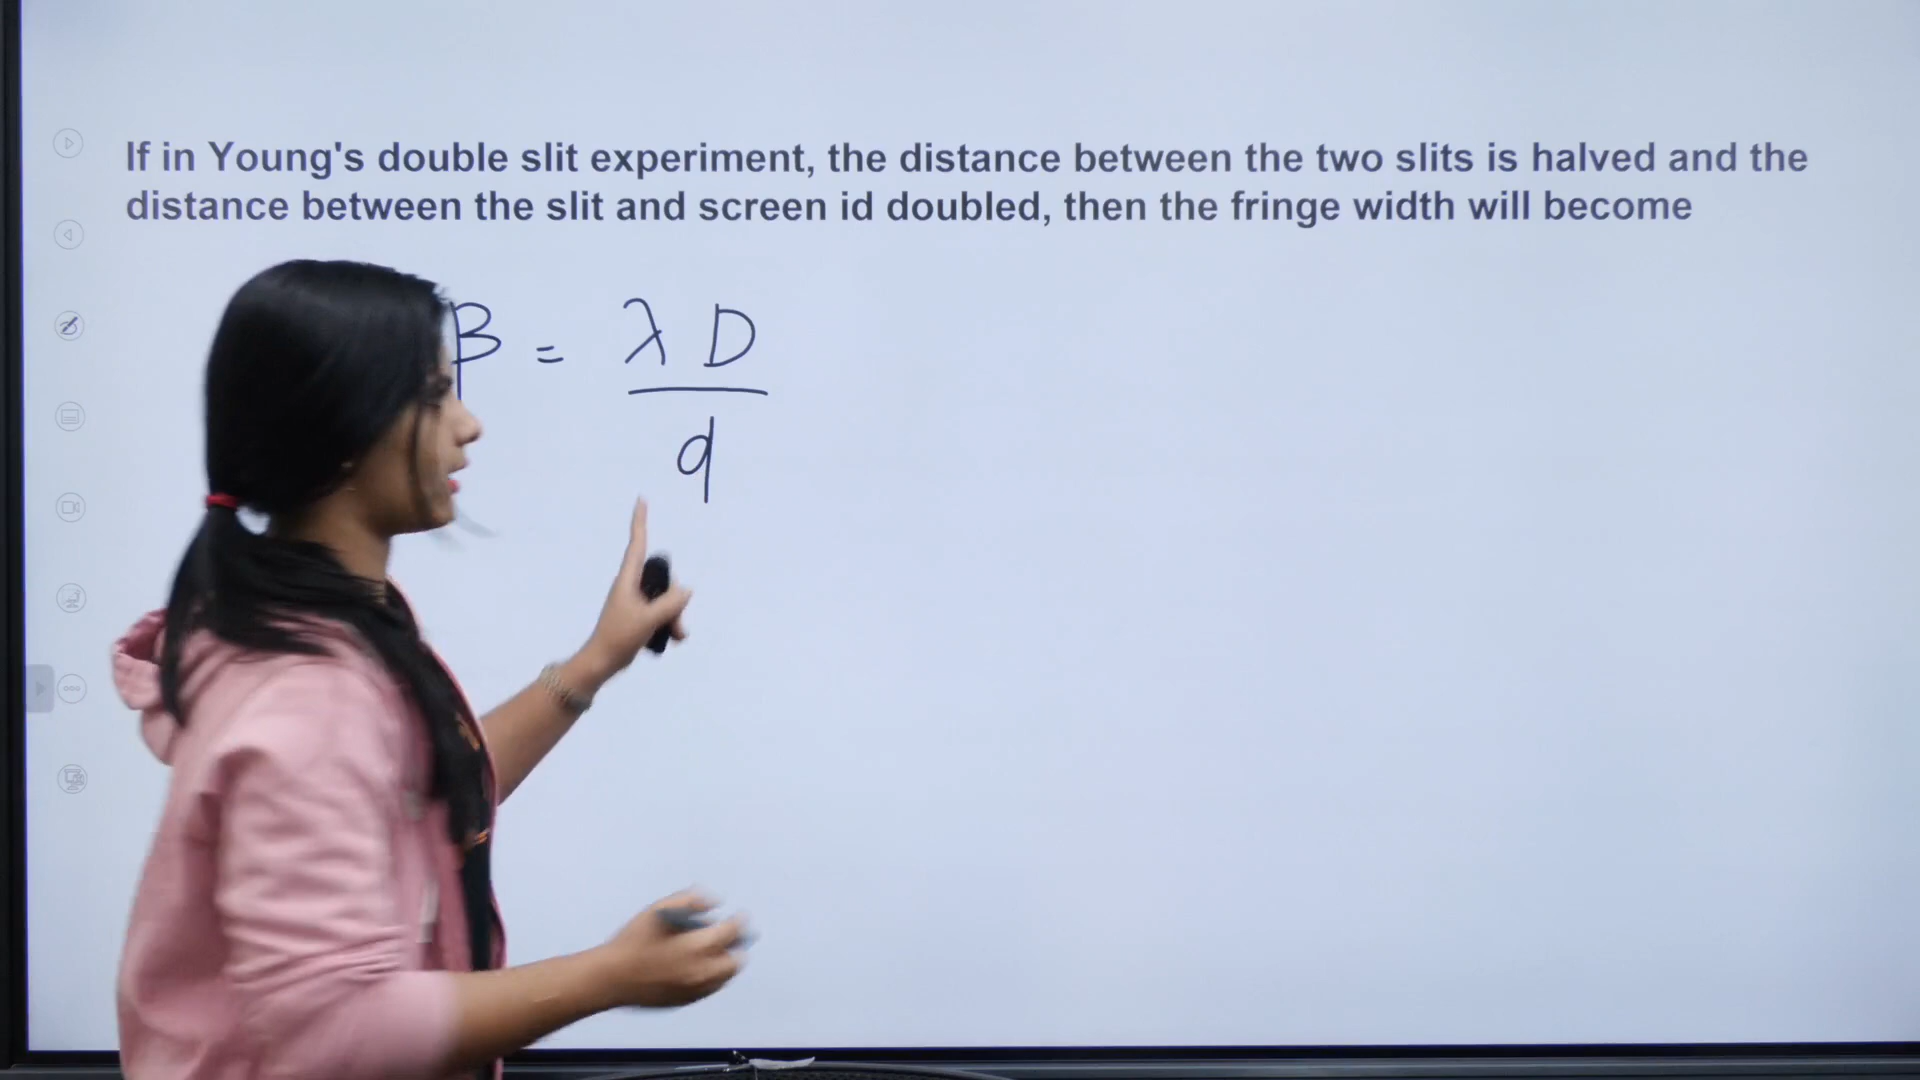 If in Young's double slit experiment, the distance between the two slits is halved and the
distance between the slit and screen id doubled, then the fringe width will become
β = λ D
d